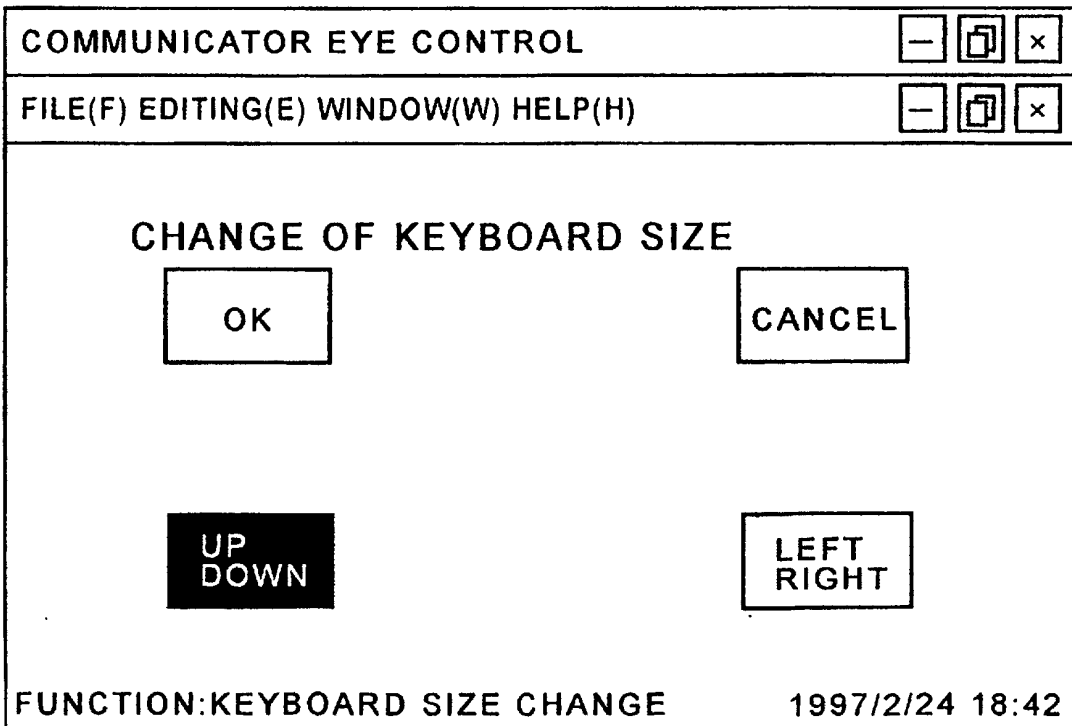 COMMUNICATOR EYE CONTROL
FILE(F) EDITING(E) WINDOW(W) HELP(H)
CHANGE OF KEYBOARD SIZE
OK
CANCEL
UP
DOWN
LEFT
RIGHT
FUNCTION:KEYBOARD SIZE CHANGE 1997/2/24 18:42